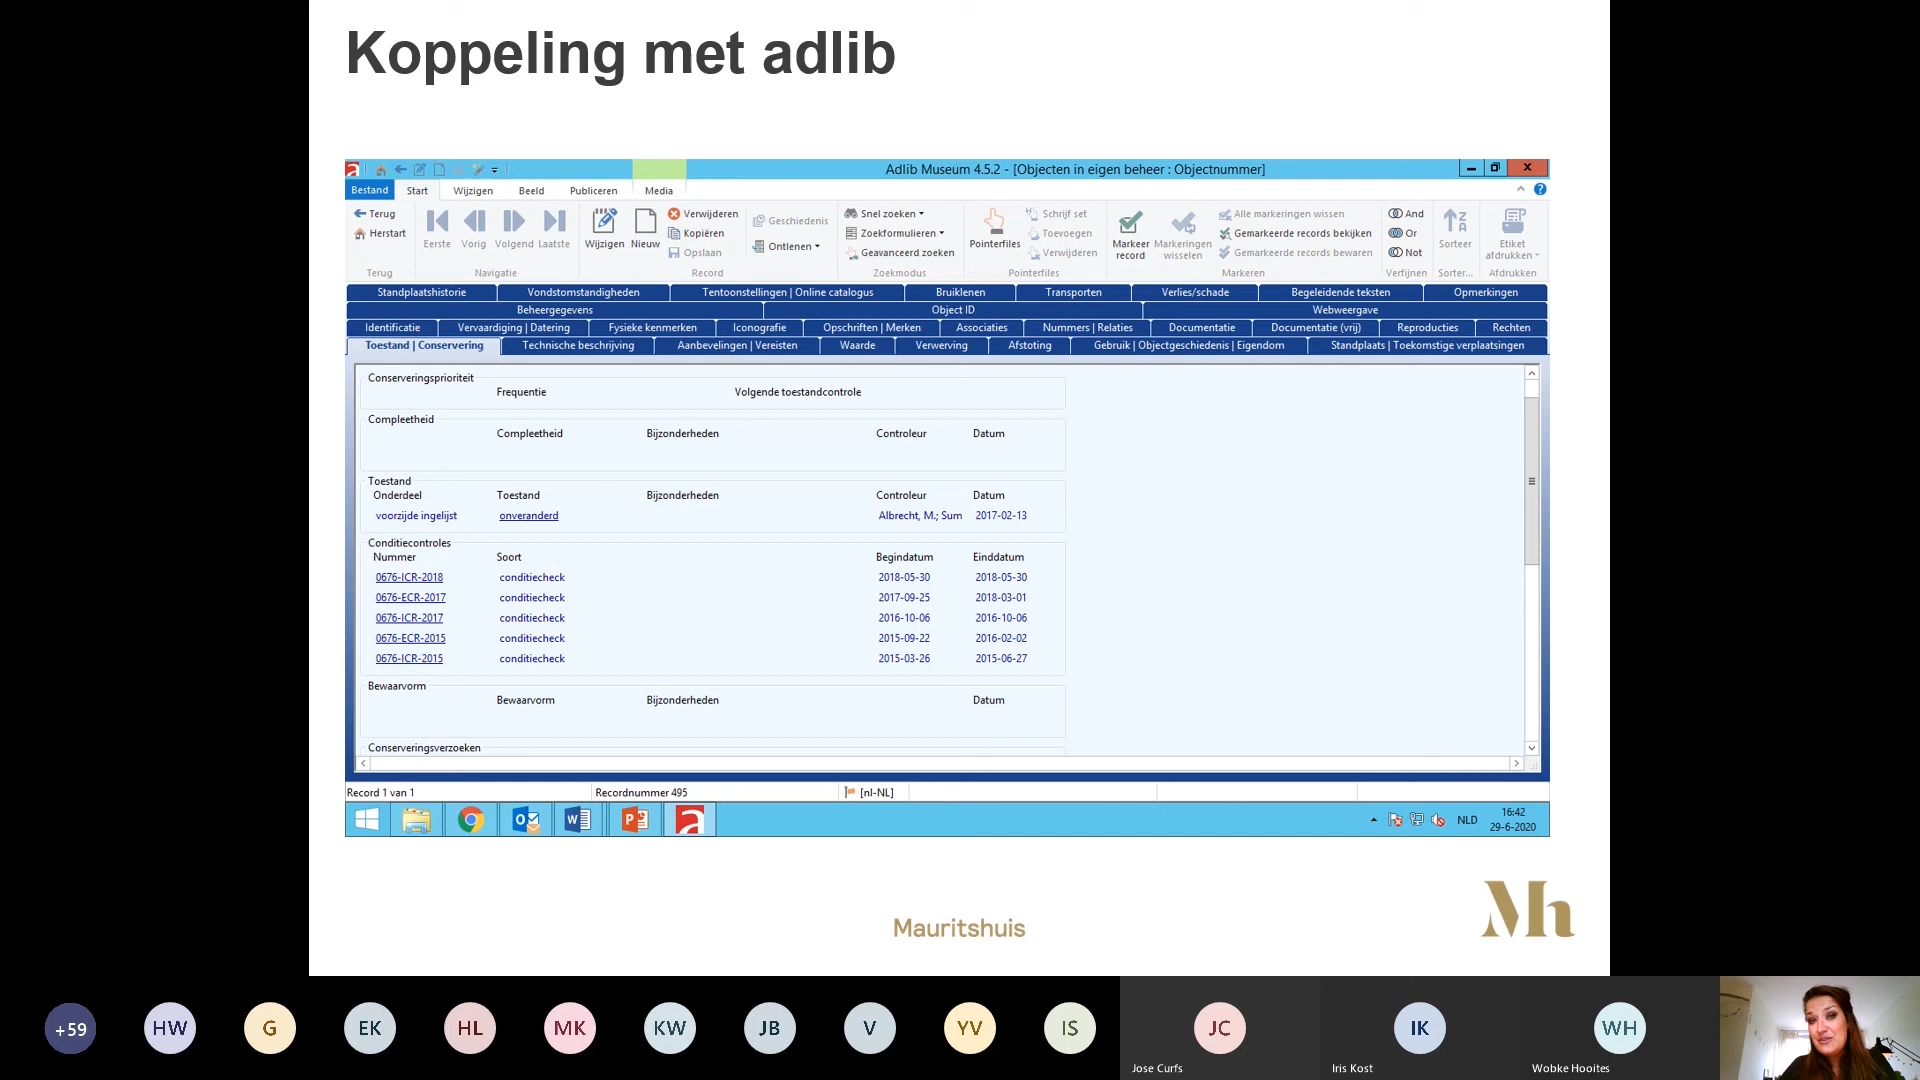 Koppeling met adlib
Adlib Museum 4.5.2 - [Objecten in eigen beheer : Objectnummer]
Bestand Start Wijzigen Beeld Publiceren Media
Terug
Herstart
Terug
Eerste Vorig Volgend Laatste
Navigatie
Wijzigen Nieuw
Verwijderen
Kopiëren
Opslaan
Record
Geschiedenis
Ontlenen
Snel zoeken
Zoekformulieren
Geavanceerd zoeken
Zoekmodus
Pointerfiles
Schrijf set
Toevoegen
Verwijderen
Pointerfiles
Markeer record
Markeringen wisselen
Alle markeringen wissen
Gemarkeerde records bekijken
Gemarkeerde records bewaren
Markeren
And
Or
Not
Verfijnen
Sorteer
Sorter...
Etiket afdrukken
Afdrukken
Standplaatshistorie Vondstomstandigheden Tentoonstellingen | Online catalogus Bruiklenen Transporten Verlies/schade Begeleidende teksten Opmerkingen
Beheergegevens Object ID Webweergave
Identificatie Vervaardiging | Datering Fysieke kenmerken Iconografie Opschriften | Merken Associaties Nummers | Relaties Documentatie Documentatie (vrij) Reproducties Rechten
Toestand | Conservering Technische beschrijving Aanbevelingen | Vereisten Waarde Verwerving Afstoting Gebruik | Objectgeschiedenis | Eigendom Standplaats | Toekomstige verplaatsingen
Conserveringsprioriteit
Frequentie Volgende toestandcontrole
Compleetheid
Compleetheid Bijzonderheden Controleur Datum
Toestand
Onderdeel Toestand Bijzonderheden Controleur Datum
voorzijde ingelijst onveranderd Albrecht, M.; Sum 2017-02-13
Conditiecontroles
Nummer Soort Begindatum Einddatum
0676-ICR-2018 conditiecheck 2018-05-30 2018-05-30
0676-ECR-2017 conditiecheck 2017-09-25 2018-03-01
0676-ICR-2017 conditiecheck 2016-10-06 2016-10-06
0676-ECR-2015 conditiecheck 2015-09-22 2016-02-02
0676-ICR-2015 conditiecheck 2015-03-26 2015-06-27
Bewaarvorm
Bewaarvorm Bijzonderheden Datum
Conserveringsverzoeken
Record 1 van 1 Recordnummer 495 [nl-NL]
NLD 16:42
29-6-2020
Mauritshuis
Mh
+59 HW G EK HL MK KW JB V YV IS JC IK WH
Jose Curfs Iris Kost Wobke Hooites